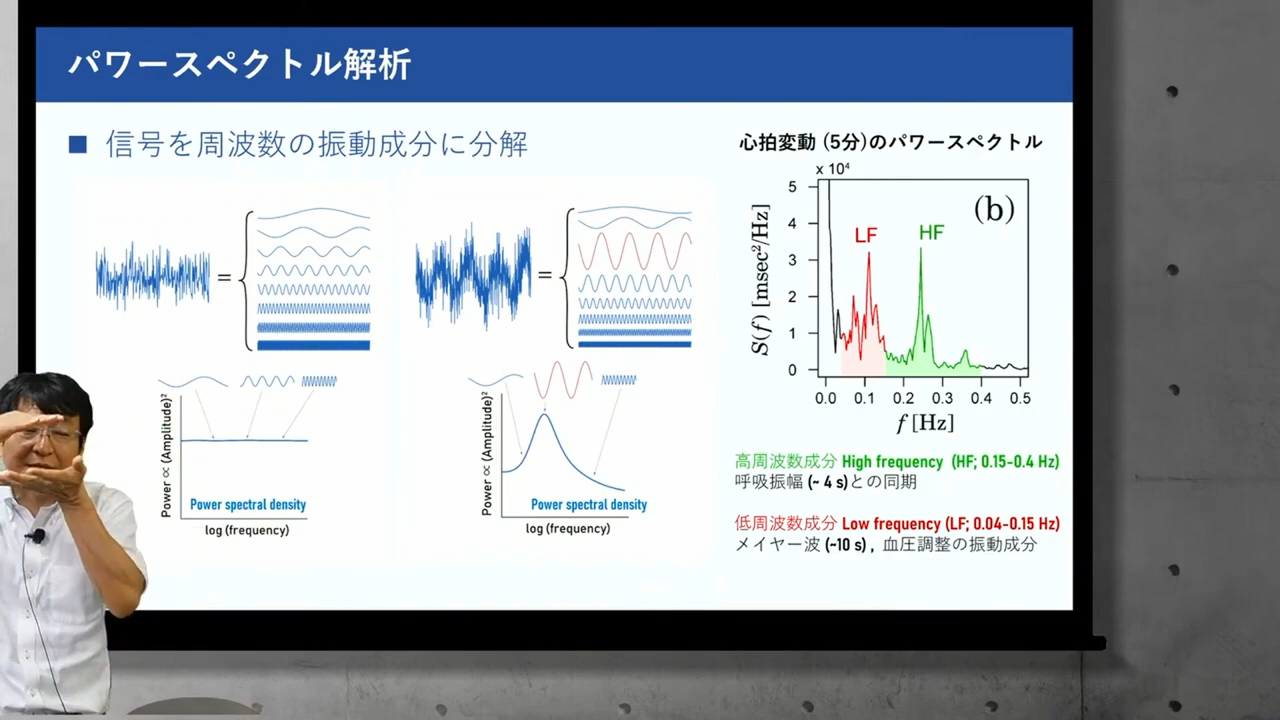 パワースペクトル解析
■ 信号を周波数の振動成分に分解
=
Power ∝ (Amplitude)²
Power spectral density
log (frequency)
=
Power ∝ (Amplitude)²
Power spectral density
log (frequency)
心拍変動 (5分)のパワースペクトル
x 10⁴
(b)
LF
HF
S(f) [msec²/Hz]
5
4
3
2
1
0
0.0 0.1 0.2 0.3 0.4 0.5
f [Hz]
高周波数成分 High frequency (HF; 0.15-0.4 Hz)
呼吸振幅 (~ 4 s)との同期
低周波数成分 Low frequency (LF; 0.04-0.15 Hz)
メイヤー波 (~10 s) , 血圧調整の振動成分